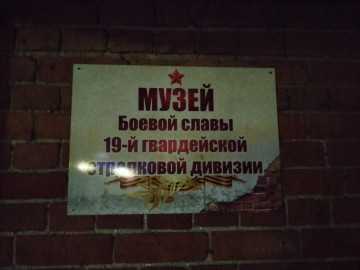 МУЗЕЙ
Боевой славы
19-й гвардейской
стрелковой дивизии